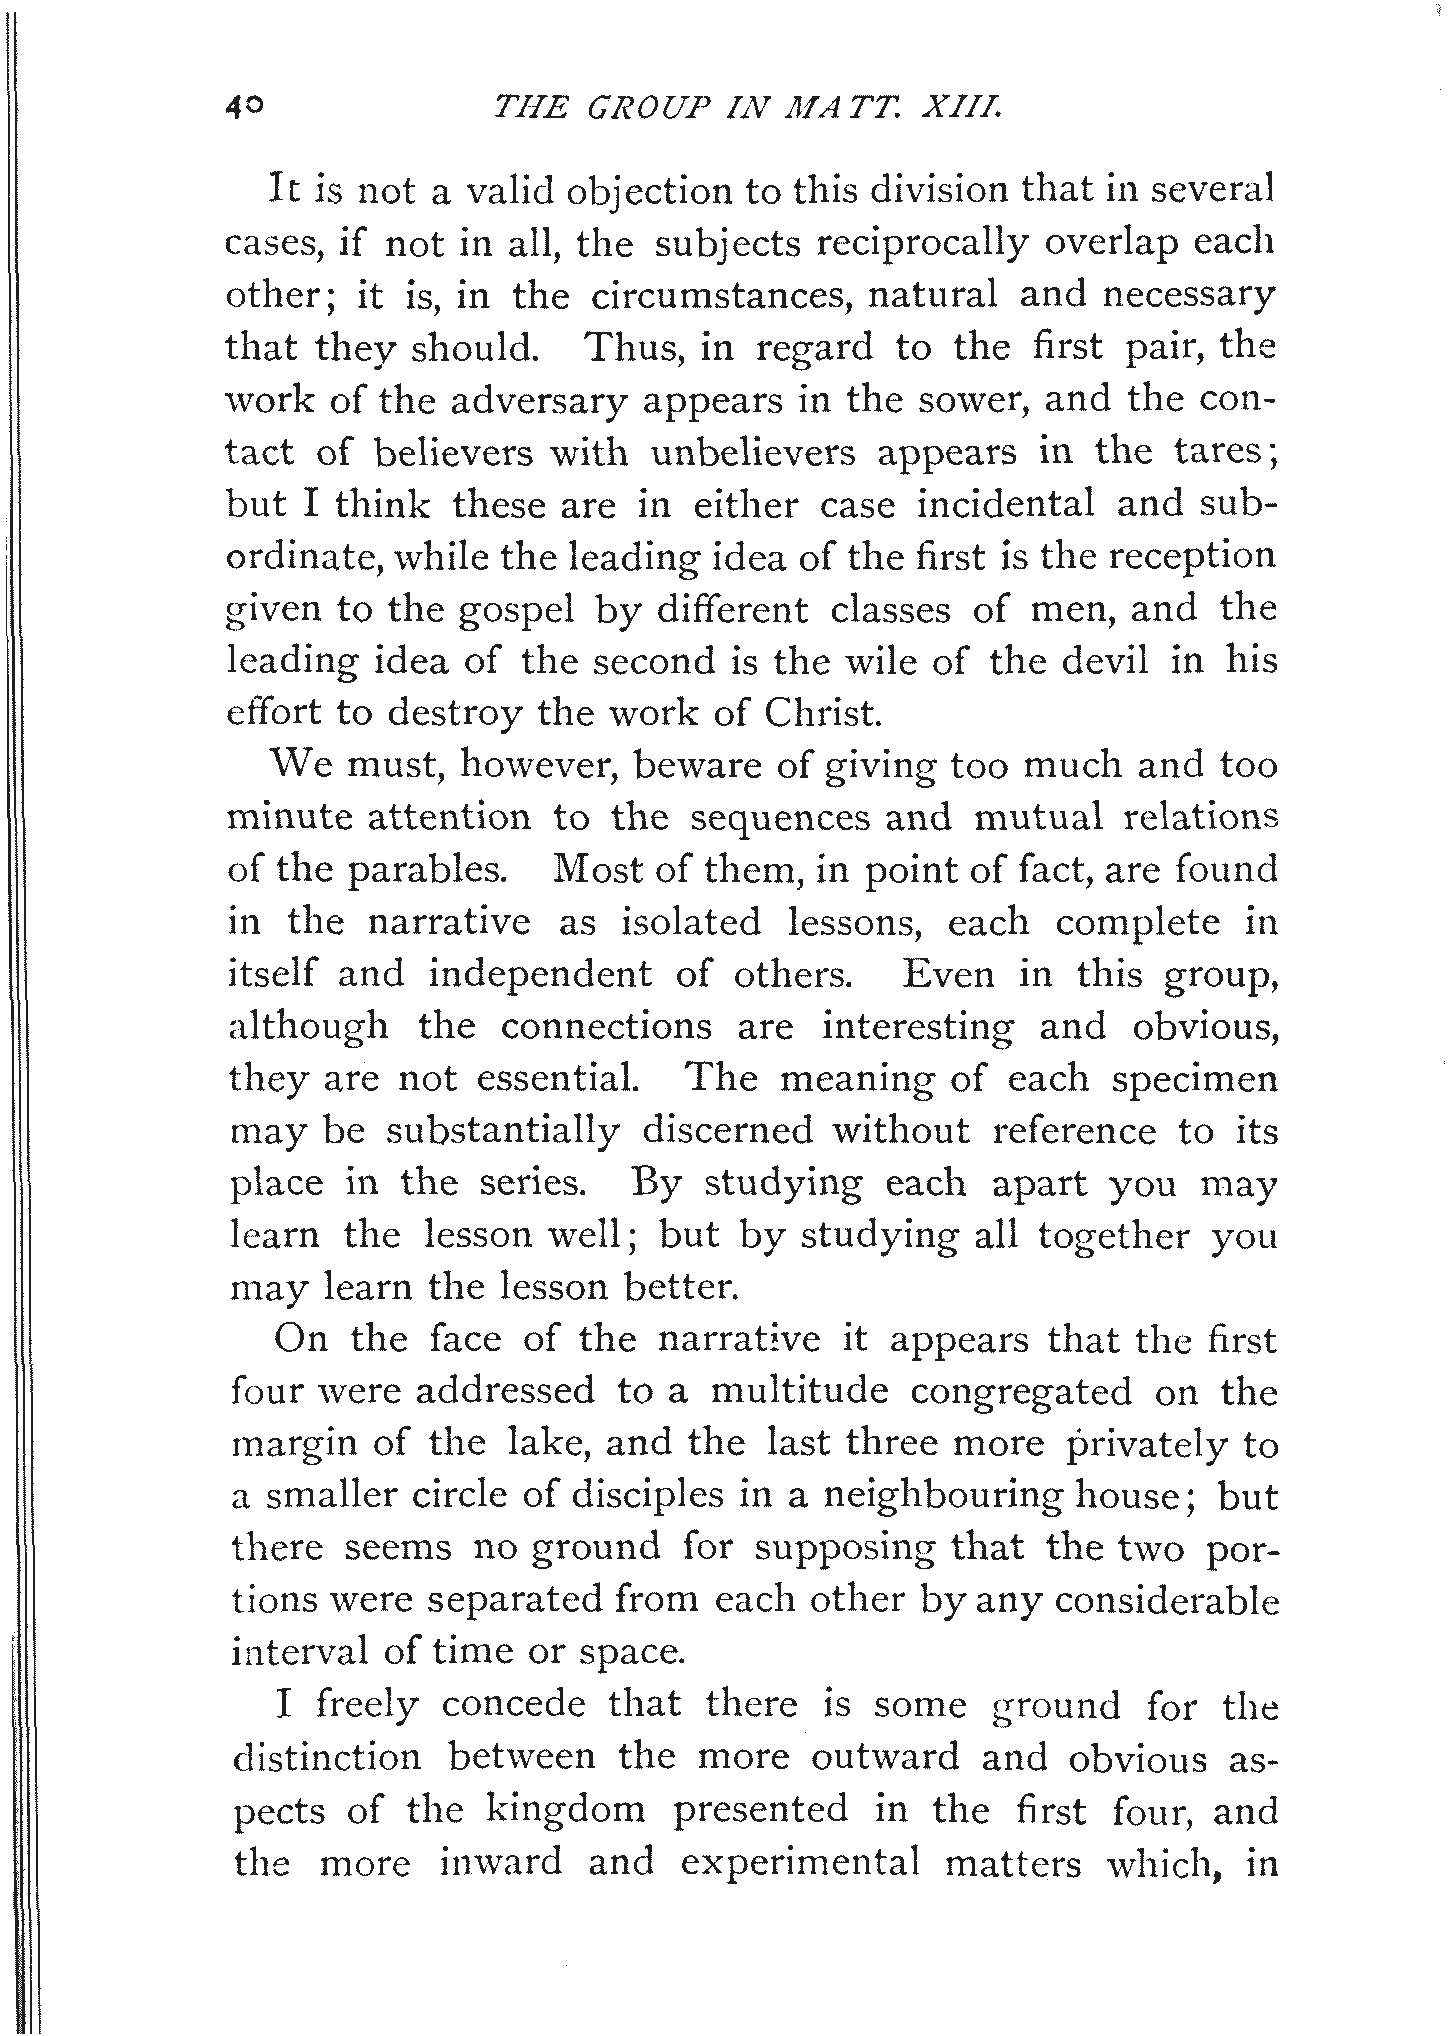 40 THE GROUP IN MATT. XIII.
It is not a valid objection to this division that in several
cases, if not in all, the subjects reciprocally overlap each
other; it is, in the circumstances, natural and necessary
that they should. Thus, in regard to the first pair, the
work of the adversary appears in the sower, and the con-
tact of believers with unbelievers appears in the tares;
but I think these are in either case incidental and sub-
ordinate, while the leading idea of the first is the reception
given to the gospel by different classes of men, and the
leading idea of the second is the wile of the devil in his
effort to destroy the work of Christ.
We must, however, beware of giving too much and too
minute attention to the sequences and mutual relations
of the parables. Most of them, in point of fact, are found
in the narrative as isolated lessons, each complete in
itself and independent of others. Even in this group,
although the connections are interesting and obvious,
they are not essential. The meaning of each specimen
may be substantially discerned without reference to its
place in the series. By studying each apart you may
learn the lesson well; but by studying all together you
may learn the lesson better.
On the face of the narrative it appears that the first
four were addressed to a multitude congregated on the
margin of the lake, and the last three more privately to
a smaller circle of disciples in a neighbouring house; but
there seems no ground for supposing that the two por-
tions were separated from each other by any considerable
interval of time or space.
I freely concede that there is some ground for the
distinction between the more outward and obvious as-
pects of the kingdom presented in the first four, and
the more inward and experimental matters which, in